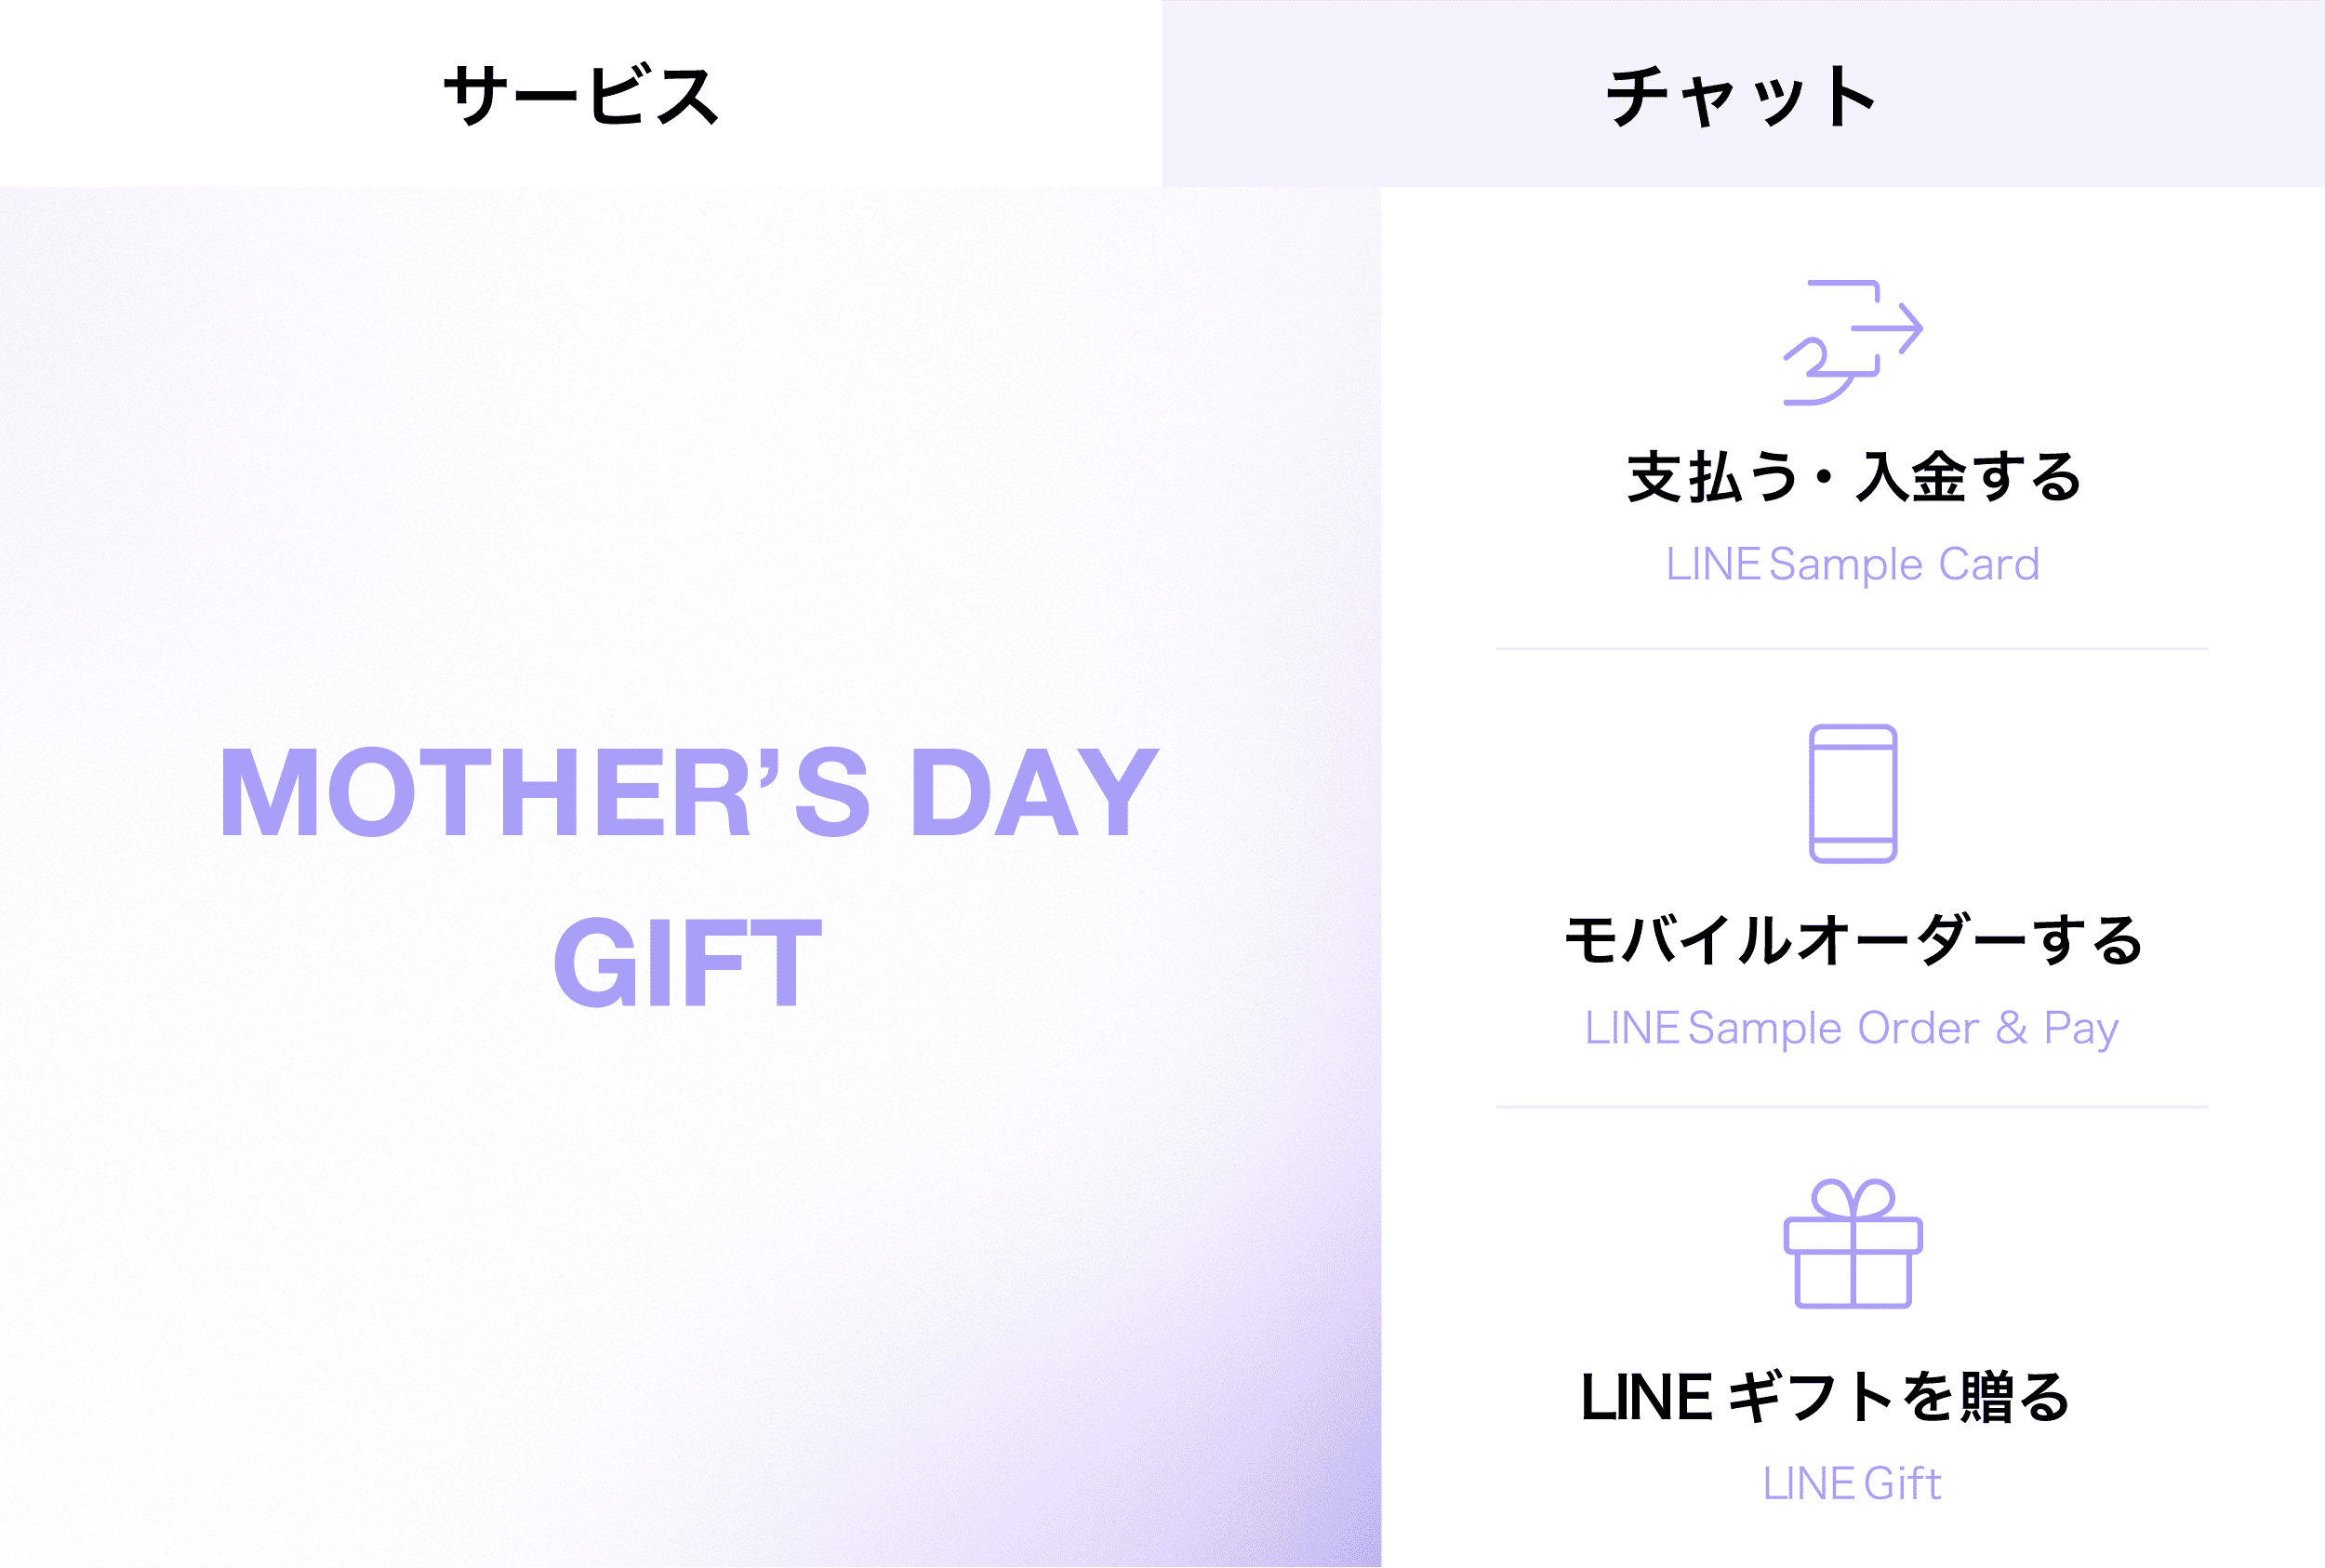 サービス
チャット
MOTHER’S DAY
GIFT
支払う・入金する
LINE Sample Card
モバイルオーダーする
LINE Sample Order & Pay
LINE ギフトを贈る
LINE Gift